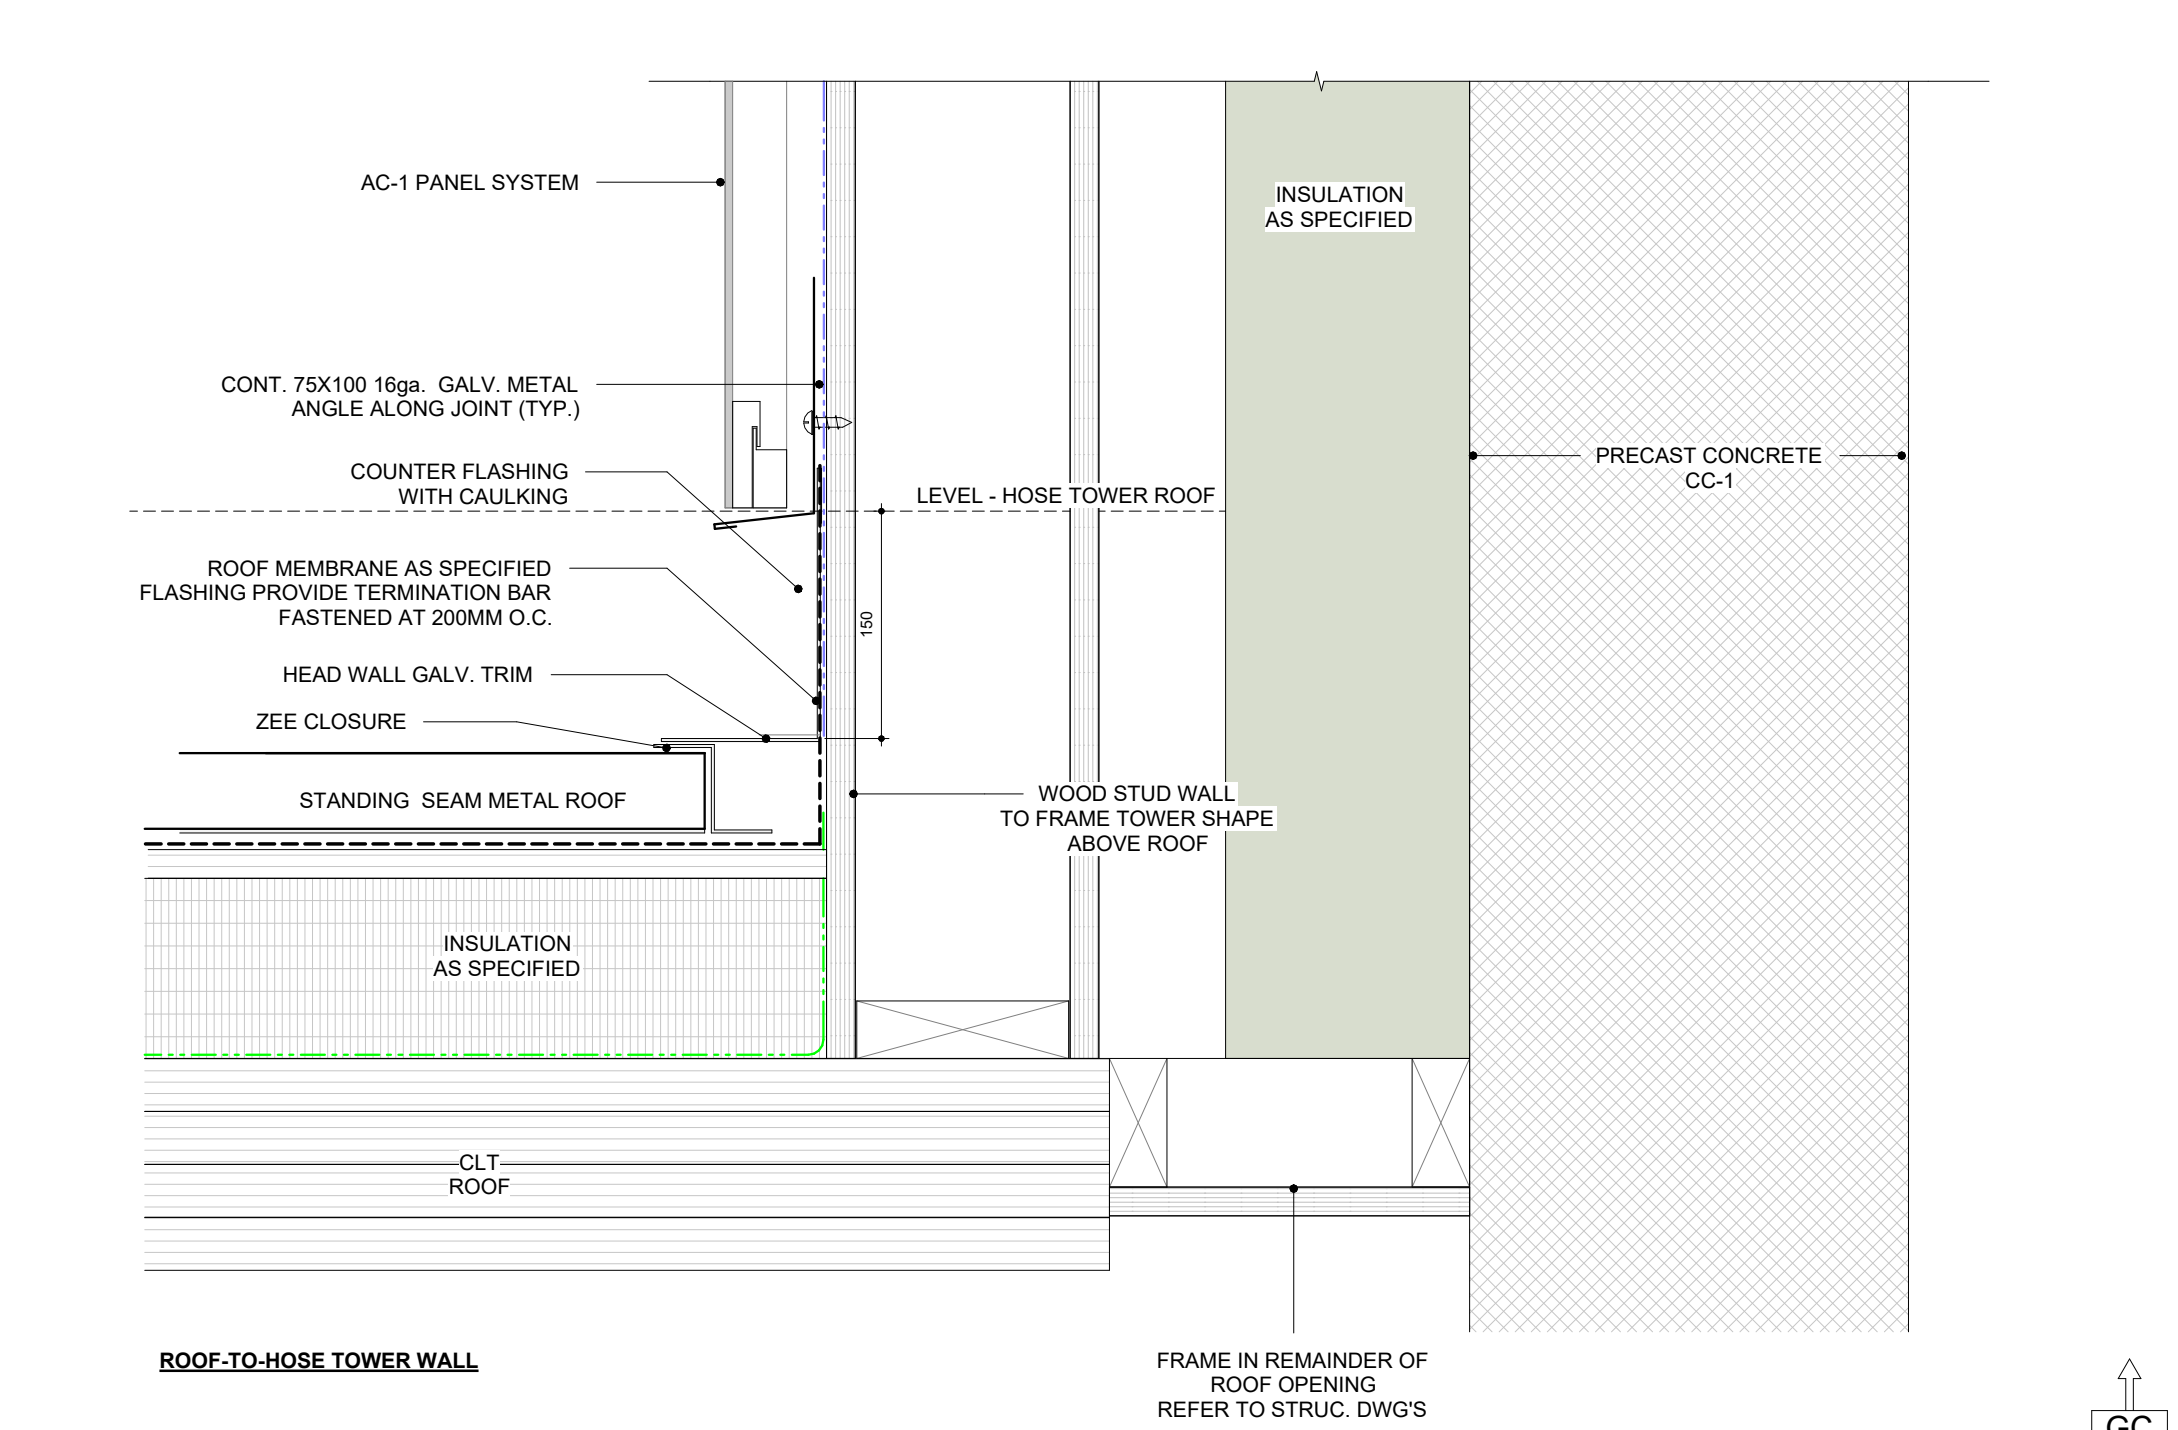 AC-1 PANEL SYSTEM
INSULATION
AS SPECIFIED
CONT. 75X100 16ga.  GALV. METAL
ANGLE ALONG JOINT (TYP.)
COUNTER FLASHING
WITH CAULKING
LEVEL - HOSE TOWER ROOF
PRECAST CONCRETE
CC-1
ROOF MEMBRANE AS SPECIFIED
FLASHING PROVIDE TERMINATION BAR
FASTENED AT 200MM O.C.
150
HEAD WALL GALV. TRIM
ZEE CLOSURE
STANDING  SEAM METAL ROOF
WOOD STUD WALL
TO FRAME TOWER SHAPE
ABOVE ROOF
INSULATION
AS SPECIFIED
CLT
ROOF
ROOF-TO-HOSE TOWER WALL
FRAME IN REMAINDER OF
ROOF OPENING
REFER TO STRUC. DWG'S
GC